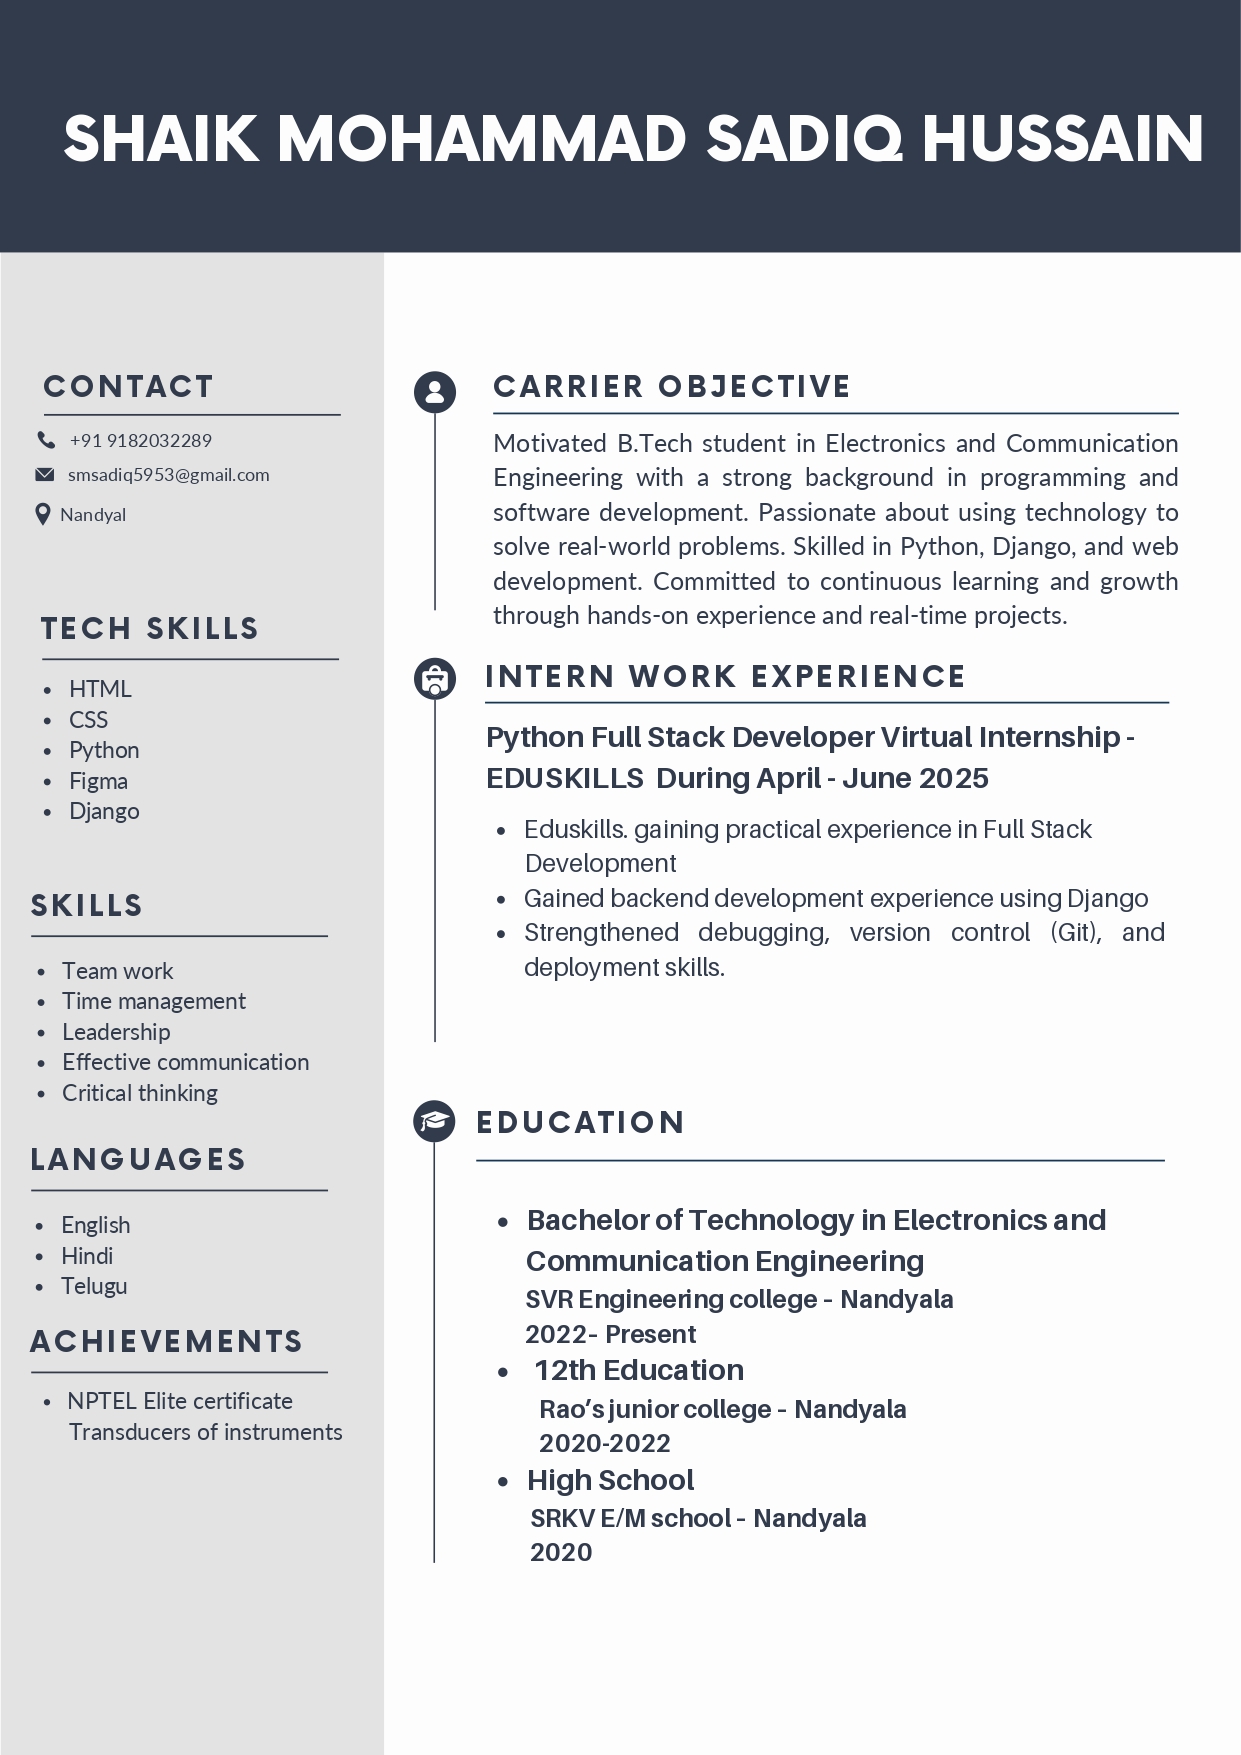 SHAIK MOHAMMAD SADIQ HUSSAIN
CONTACT
+91 9182032289
smsadiq5953@gmail.com
Nandyal
TECH SKILLS
• HTML
• CSS
• Python
• Figma
• Django
SKILLS
• Team work
• Time management
• Leadership
• Effective communication
• Critical thinking
LANGUAGES
• English
• Hindi
• Telugu
ACHIEVEMENTS
• NPTEL Elite certificate
Transducers of instruments
CARRIER OBJECTIVE
Motivated B.Tech student in Electronics and Communication
Engineering with a strong background in programming and
software development. Passionate about using technology to
solve real-world problems. Skilled in Python, Django, and web
development. Committed to continuous learning and growth
through hands-on experience and real-time projects.
INTERN WORK EXPERIENCE
Python Full Stack Developer Virtual Internship -
EDUSKILLS During April - June 2025
• Eduskills. gaining practical experience in Full Stack
Development
• Gained backend development experience using Django
• Strengthened debugging, version control (Git), and
deployment skills.
EDUCATION
• Bachelor of Technology in Electronics and
Communication Engineering
SVR Engineering college - Nandyala
2022- Present
• 12th Education
Rao’s junior college - Nandyala
2020-2022
• High School
SRKV E/M school - Nandyala
2020